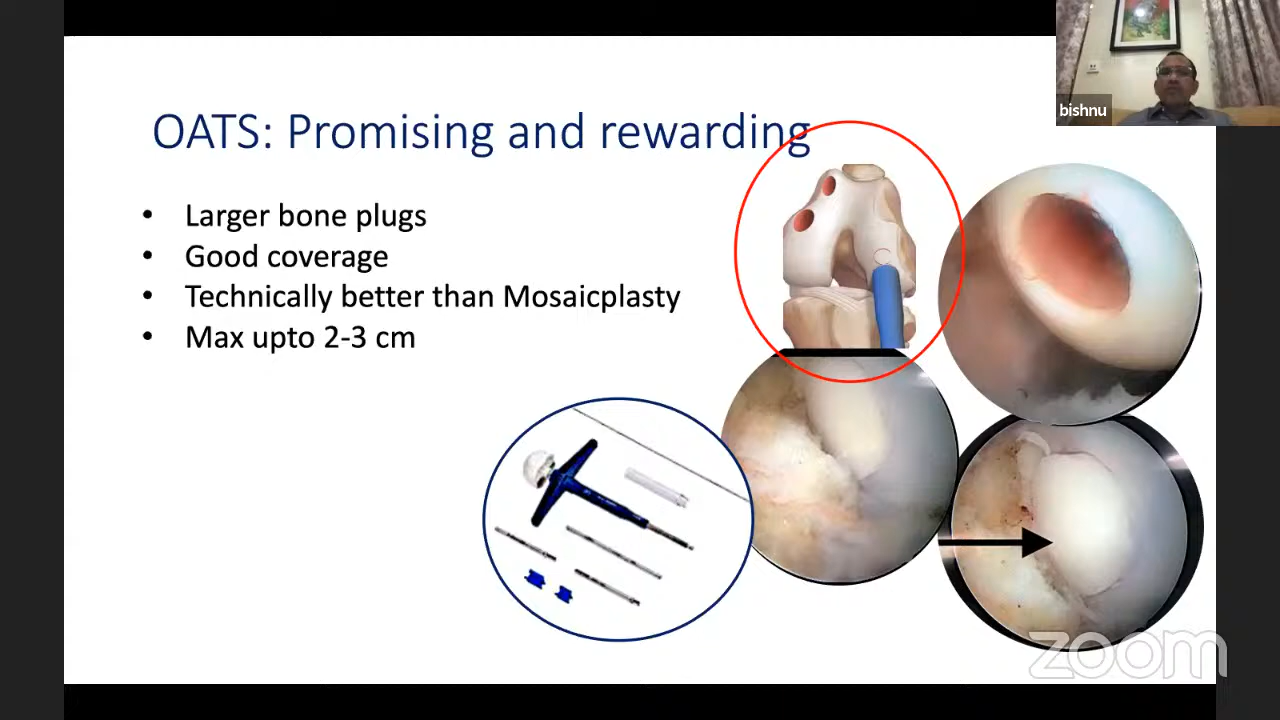 bishnu
OATS: Promising and rewarding
• Larger bone plugs
• Good coverage
• Technically better than Mosaicplasty
• Max upto 2-3 cm
zoom